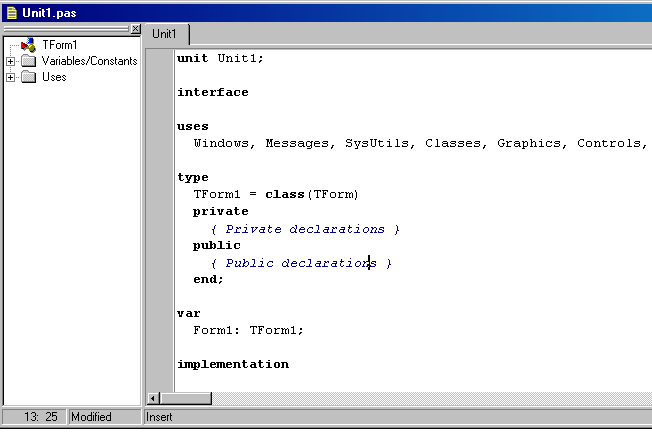 Unit1.pas
TForm1
Variables/Constants
Uses
Unit1
unit Unit1;
interface
uses
Windows, Messages, SysUtils, Classes, Graphics, Controls,
type
TForm1 = class(TForm)
private
{ Private declarations }
public
{ Public declarations }
end;
var
Form1: TForm1;
implementation
13: 25 Modified Insert